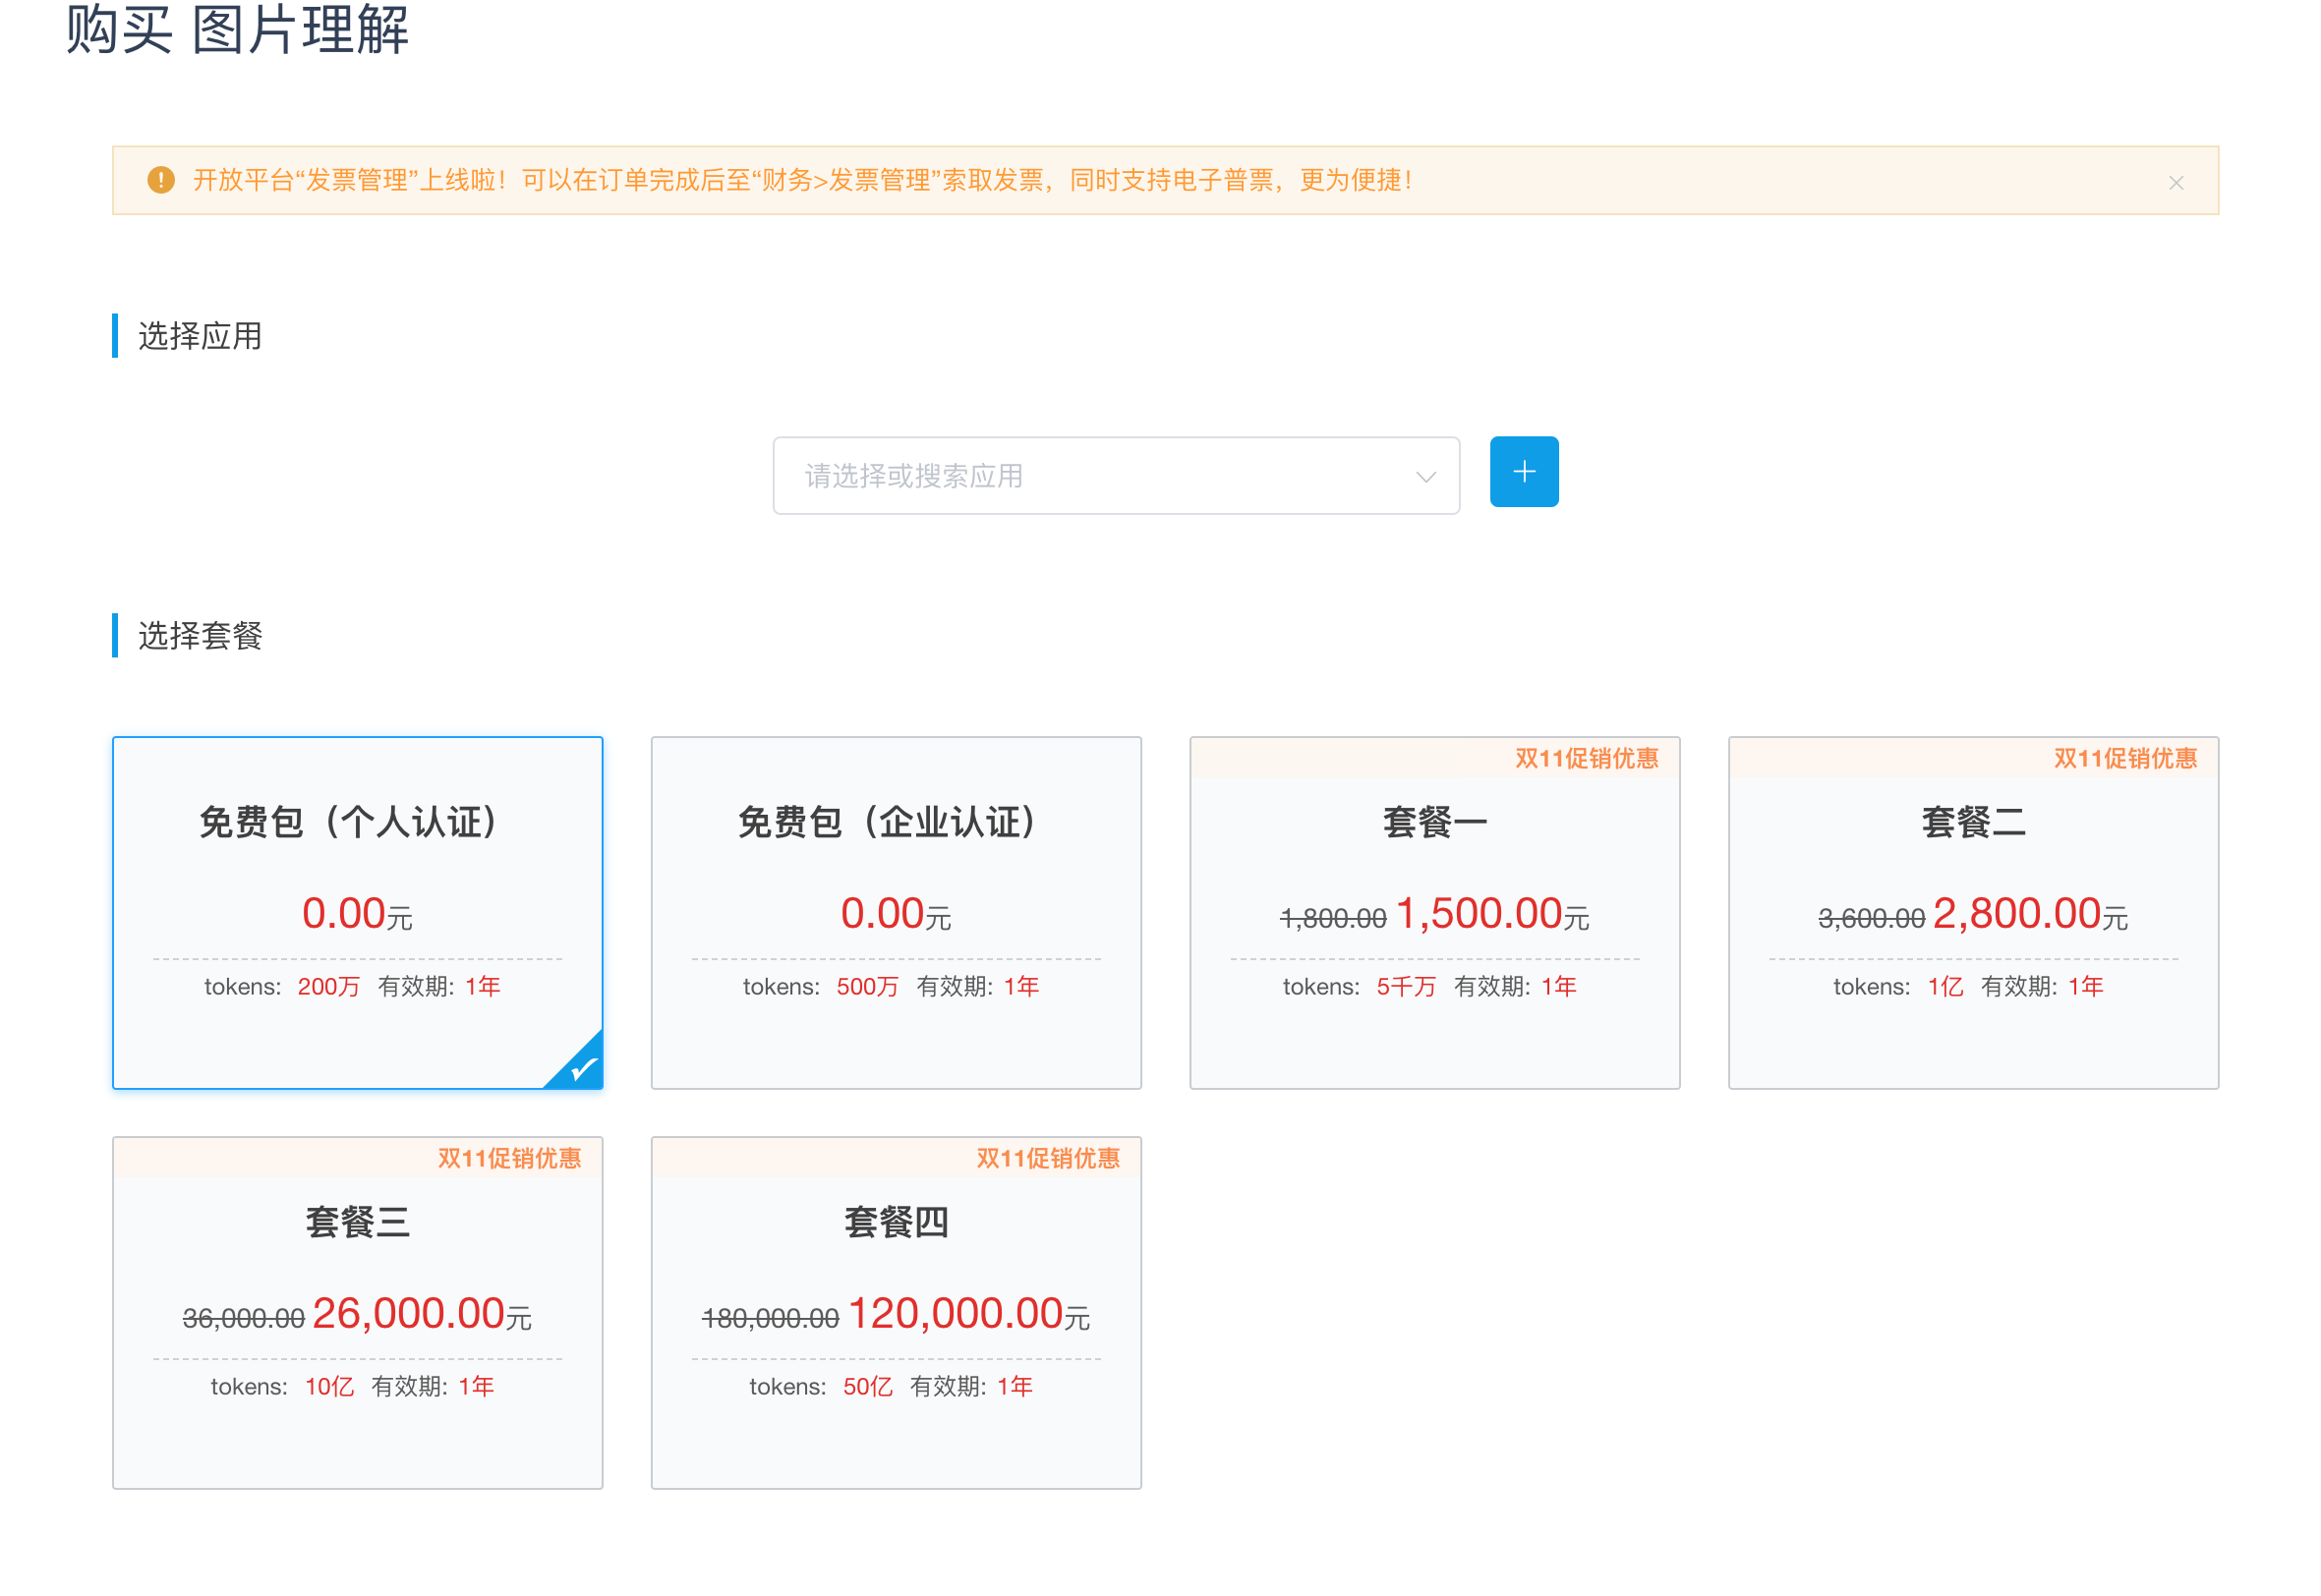 购买 图片理解
开放平台“发票管理”上线啦！可以在订单完成后至“财务>发票管理”索取发票，同时支持电子普票，更为便捷！
选择应用
请选择或搜索应用
选择套餐
免费包（个人认证）
0.00元
tokens: 200万 有效期: 1年
免费包（企业认证）
0.00元
tokens: 500万 有效期: 1年
双11促销优惠
套餐一
1,800.00 1,500.00元
tokens: 5千万 有效期: 1年
双11促销优惠
套餐二
3,600.00 2,800.00元
tokens: 1亿 有效期: 1年
双11促销优惠
套餐三
36,000.00 26,000.00元
tokens: 10亿 有效期: 1年
双11促销优惠
套餐四
180,000.00 120,000.00元
tokens: 50亿 有效期: 1年